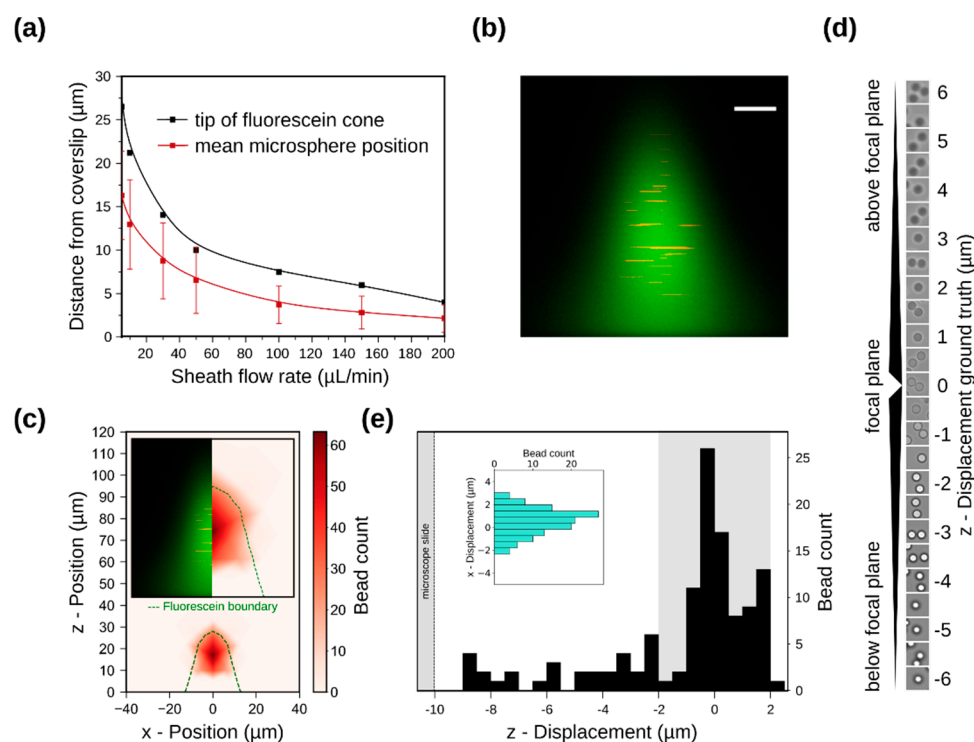 (a)
30
25
20
15
10
5
0
Distance from coverslip (µm)
tip of fluorescein cone
mean microsphere position
20 40 60 80 100 120 140 160 180 200
Sheath flow rate (µL/min)
(b)
(c)
120
110
100
90
80
70
60
50
40
30
20
10
0
z - Position (µm)
Fluorescein boundary
−40 −20 0 20 40
x - Position (µm)
60
50
40
30
20
10
0
Bead count
(d)
above focal plane
focal plane
below focal plane
6
5
4
3
2
1
0
-1
-2
-3
-4
-5
-6
z - Displacement ground truth (µm)
(e)
microscope slide
Bead count
0 10 20
4
2
0
−2
−4
x - Displacement (µm)
25
20
15
10
5
0
Bead count
-10 -8 -6 -4 -2 0 2
z - Displacement (µm)